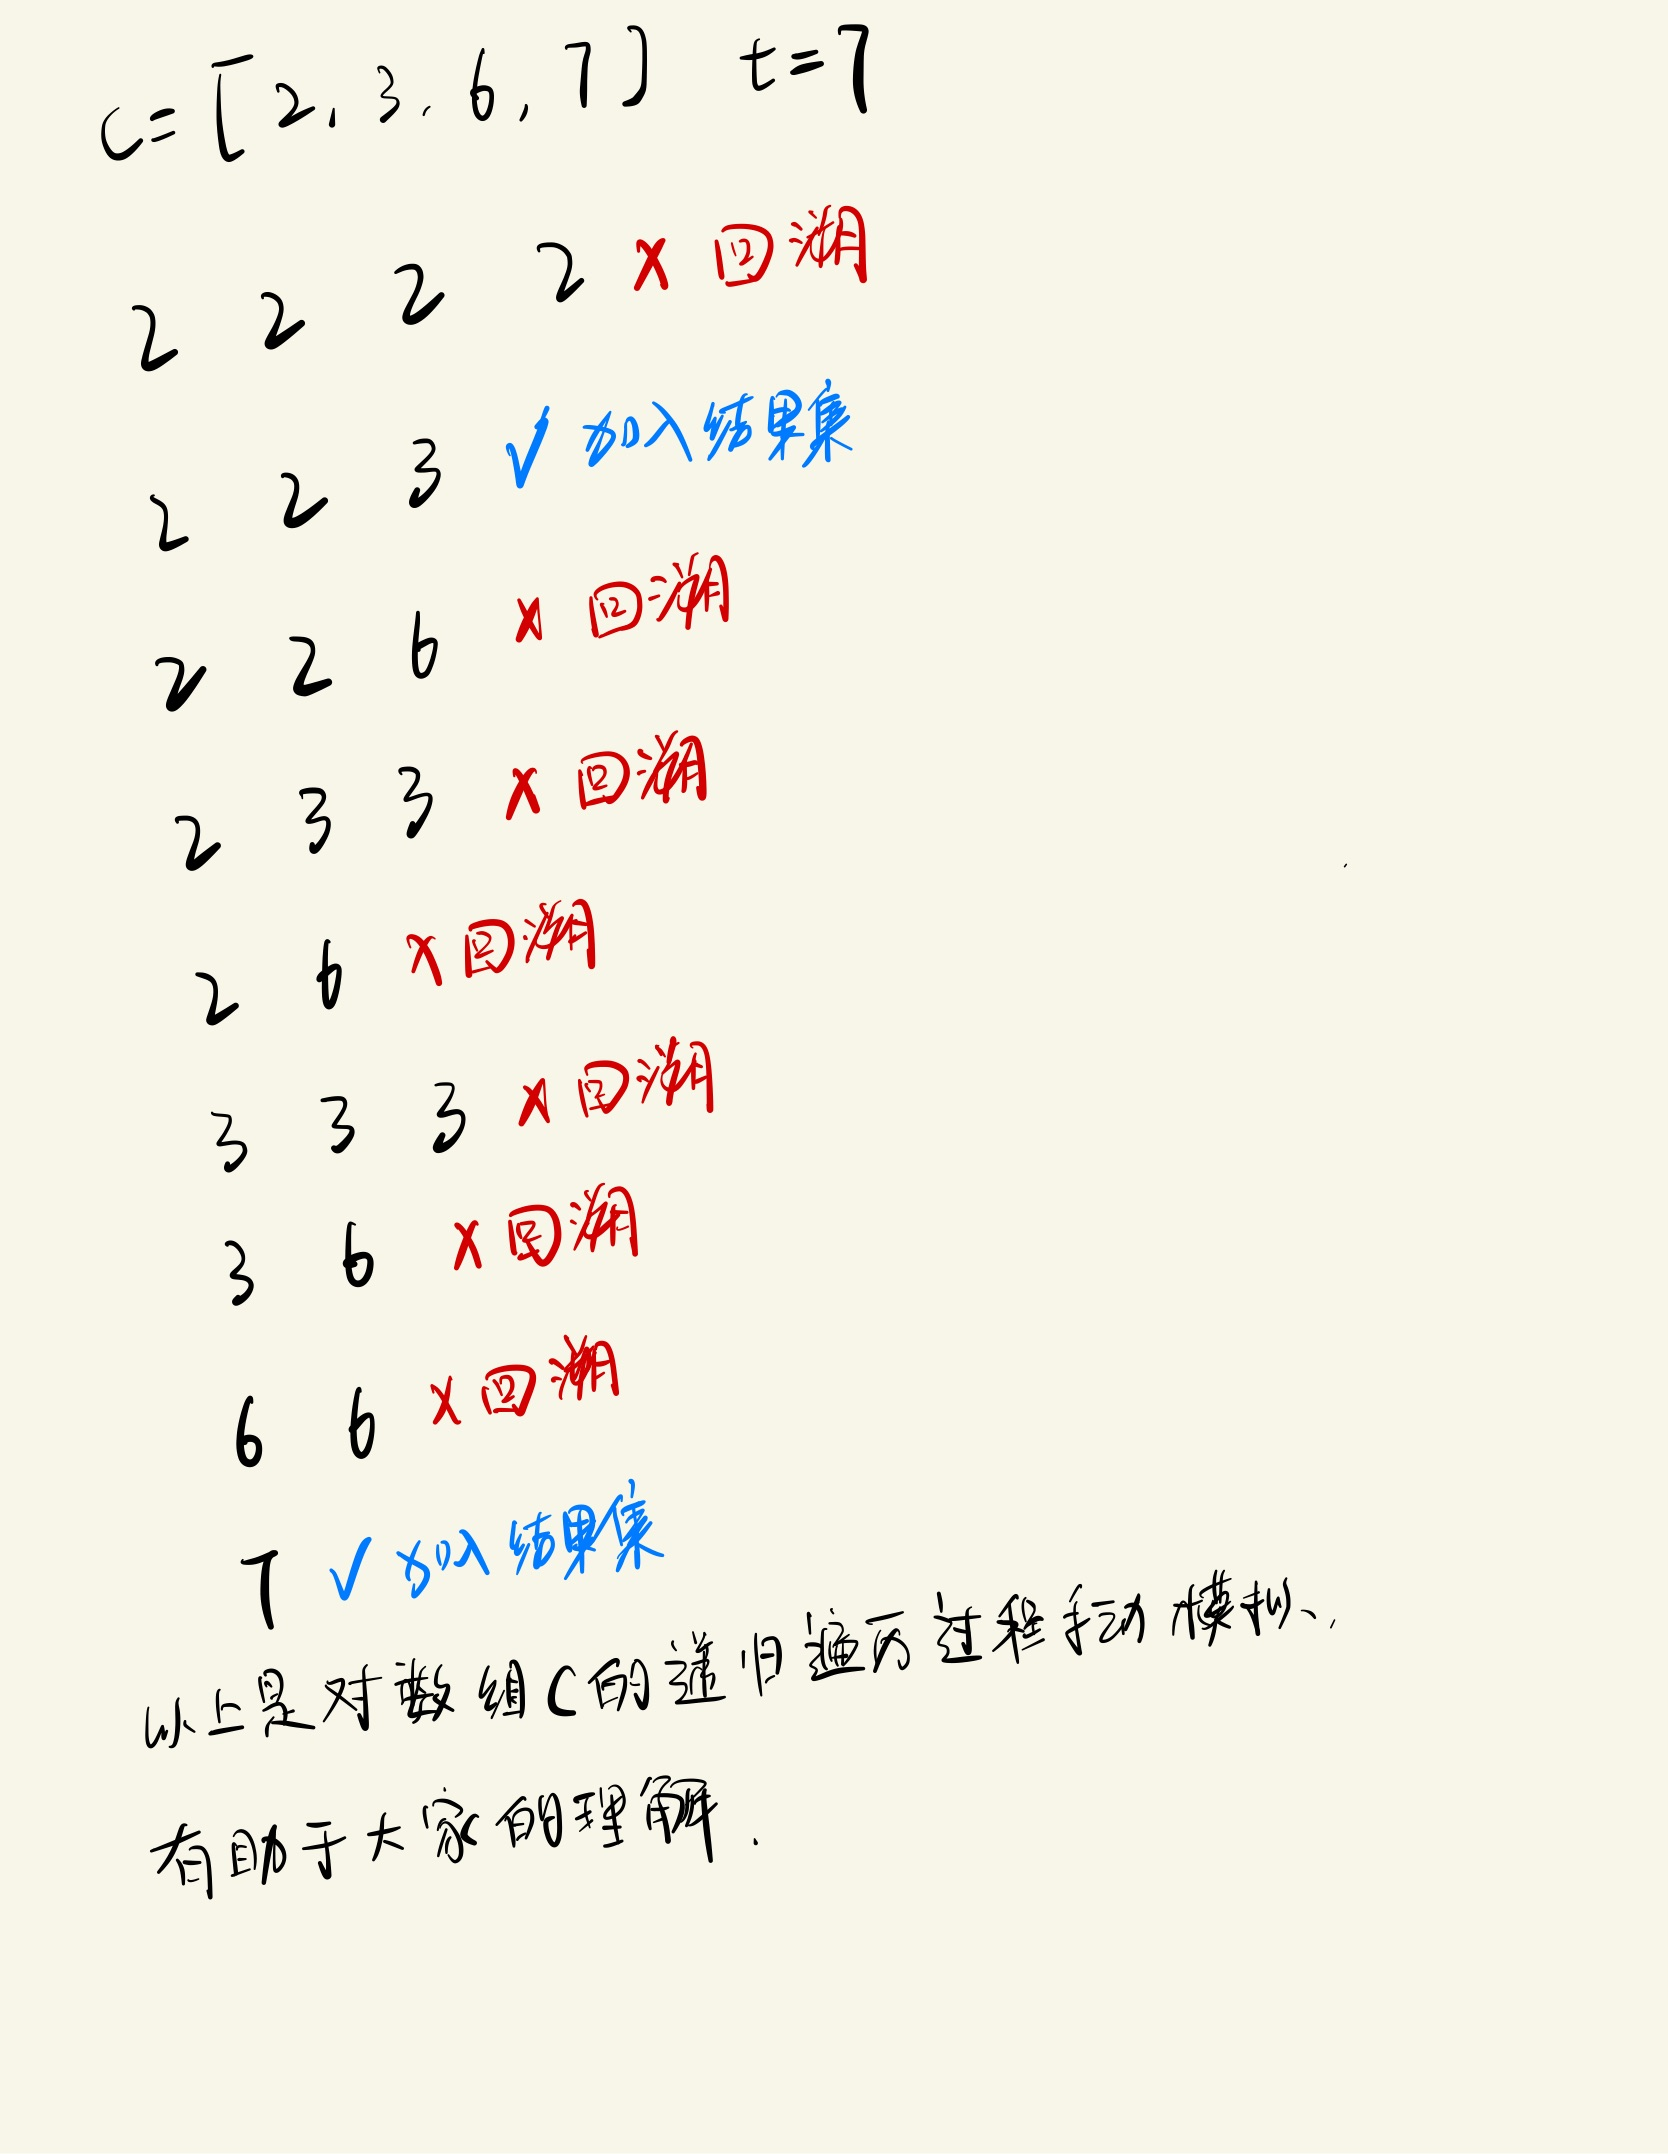 C=[2,3,6,7] t=7
2 2 2 2 x 回溯
2 2 3 ✓ 加入结果集
2 2 6 x 回溯
2 3 3 x 回溯
2 6 x 回溯
3 3 3 x 回溯
3 6 x 回溯
6 6 x 回溯
7 ✓ 加入结果集
以上是对数组C的递归遍历过程手动模拟、,
有助于大家的理解.